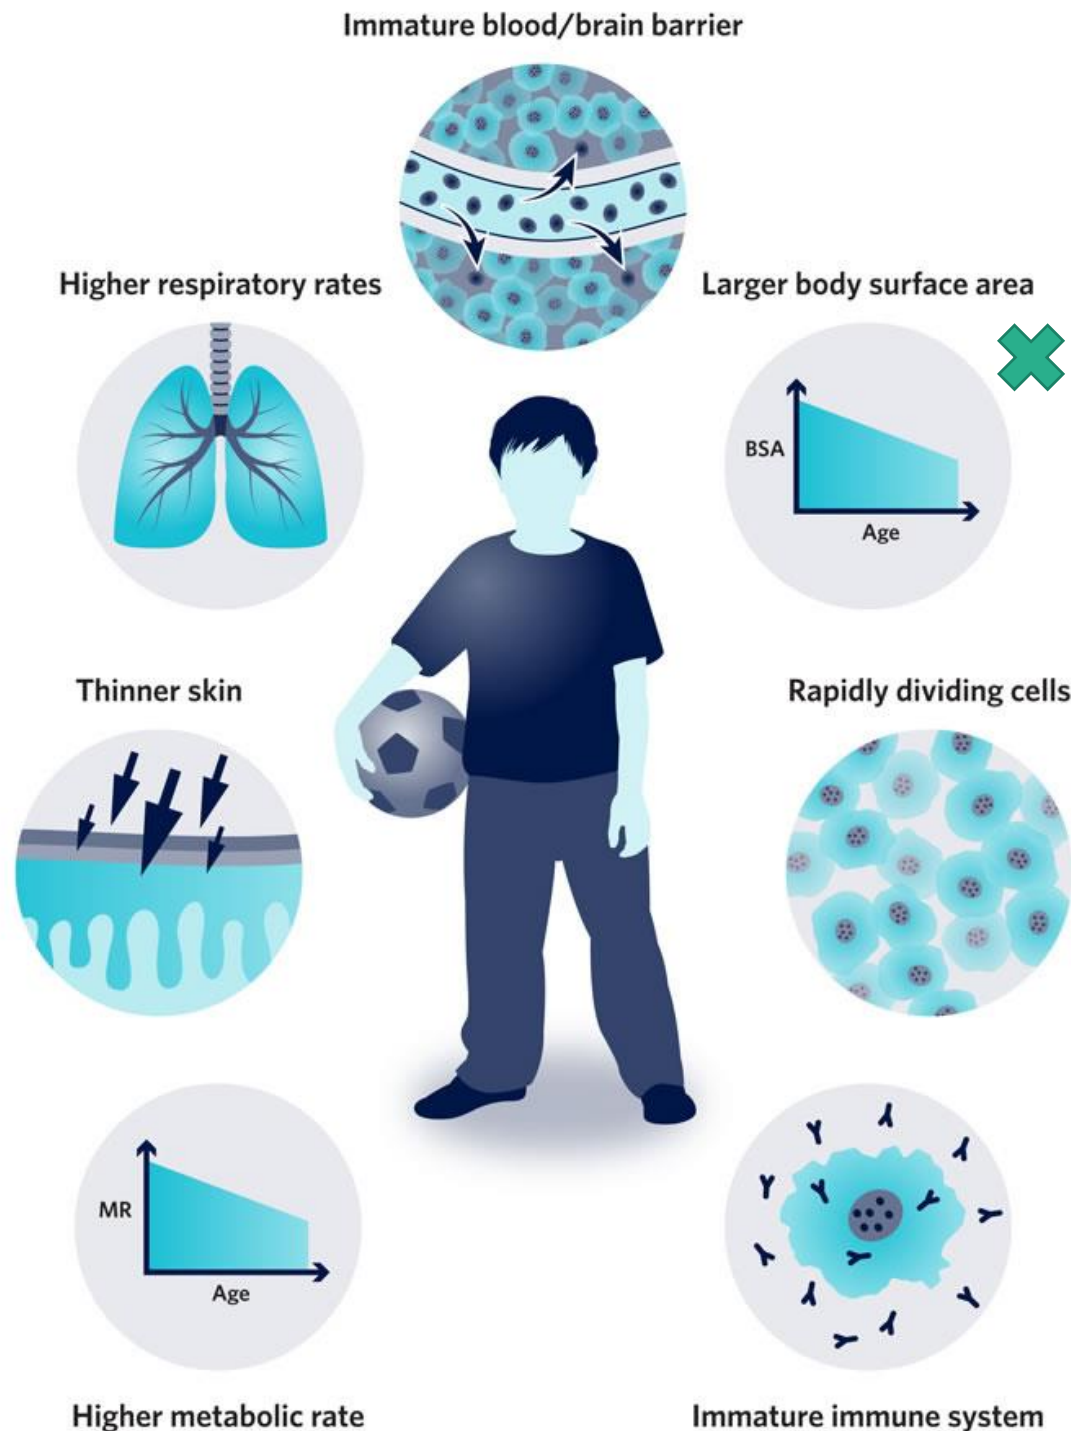 Immature blood/brain barrier
Higher respiratory rates
Larger body surface area
BSA
Age
Thinner skin
Rapidly dividing cells
MR
Age
Higher metabolic rate
Immature immune system